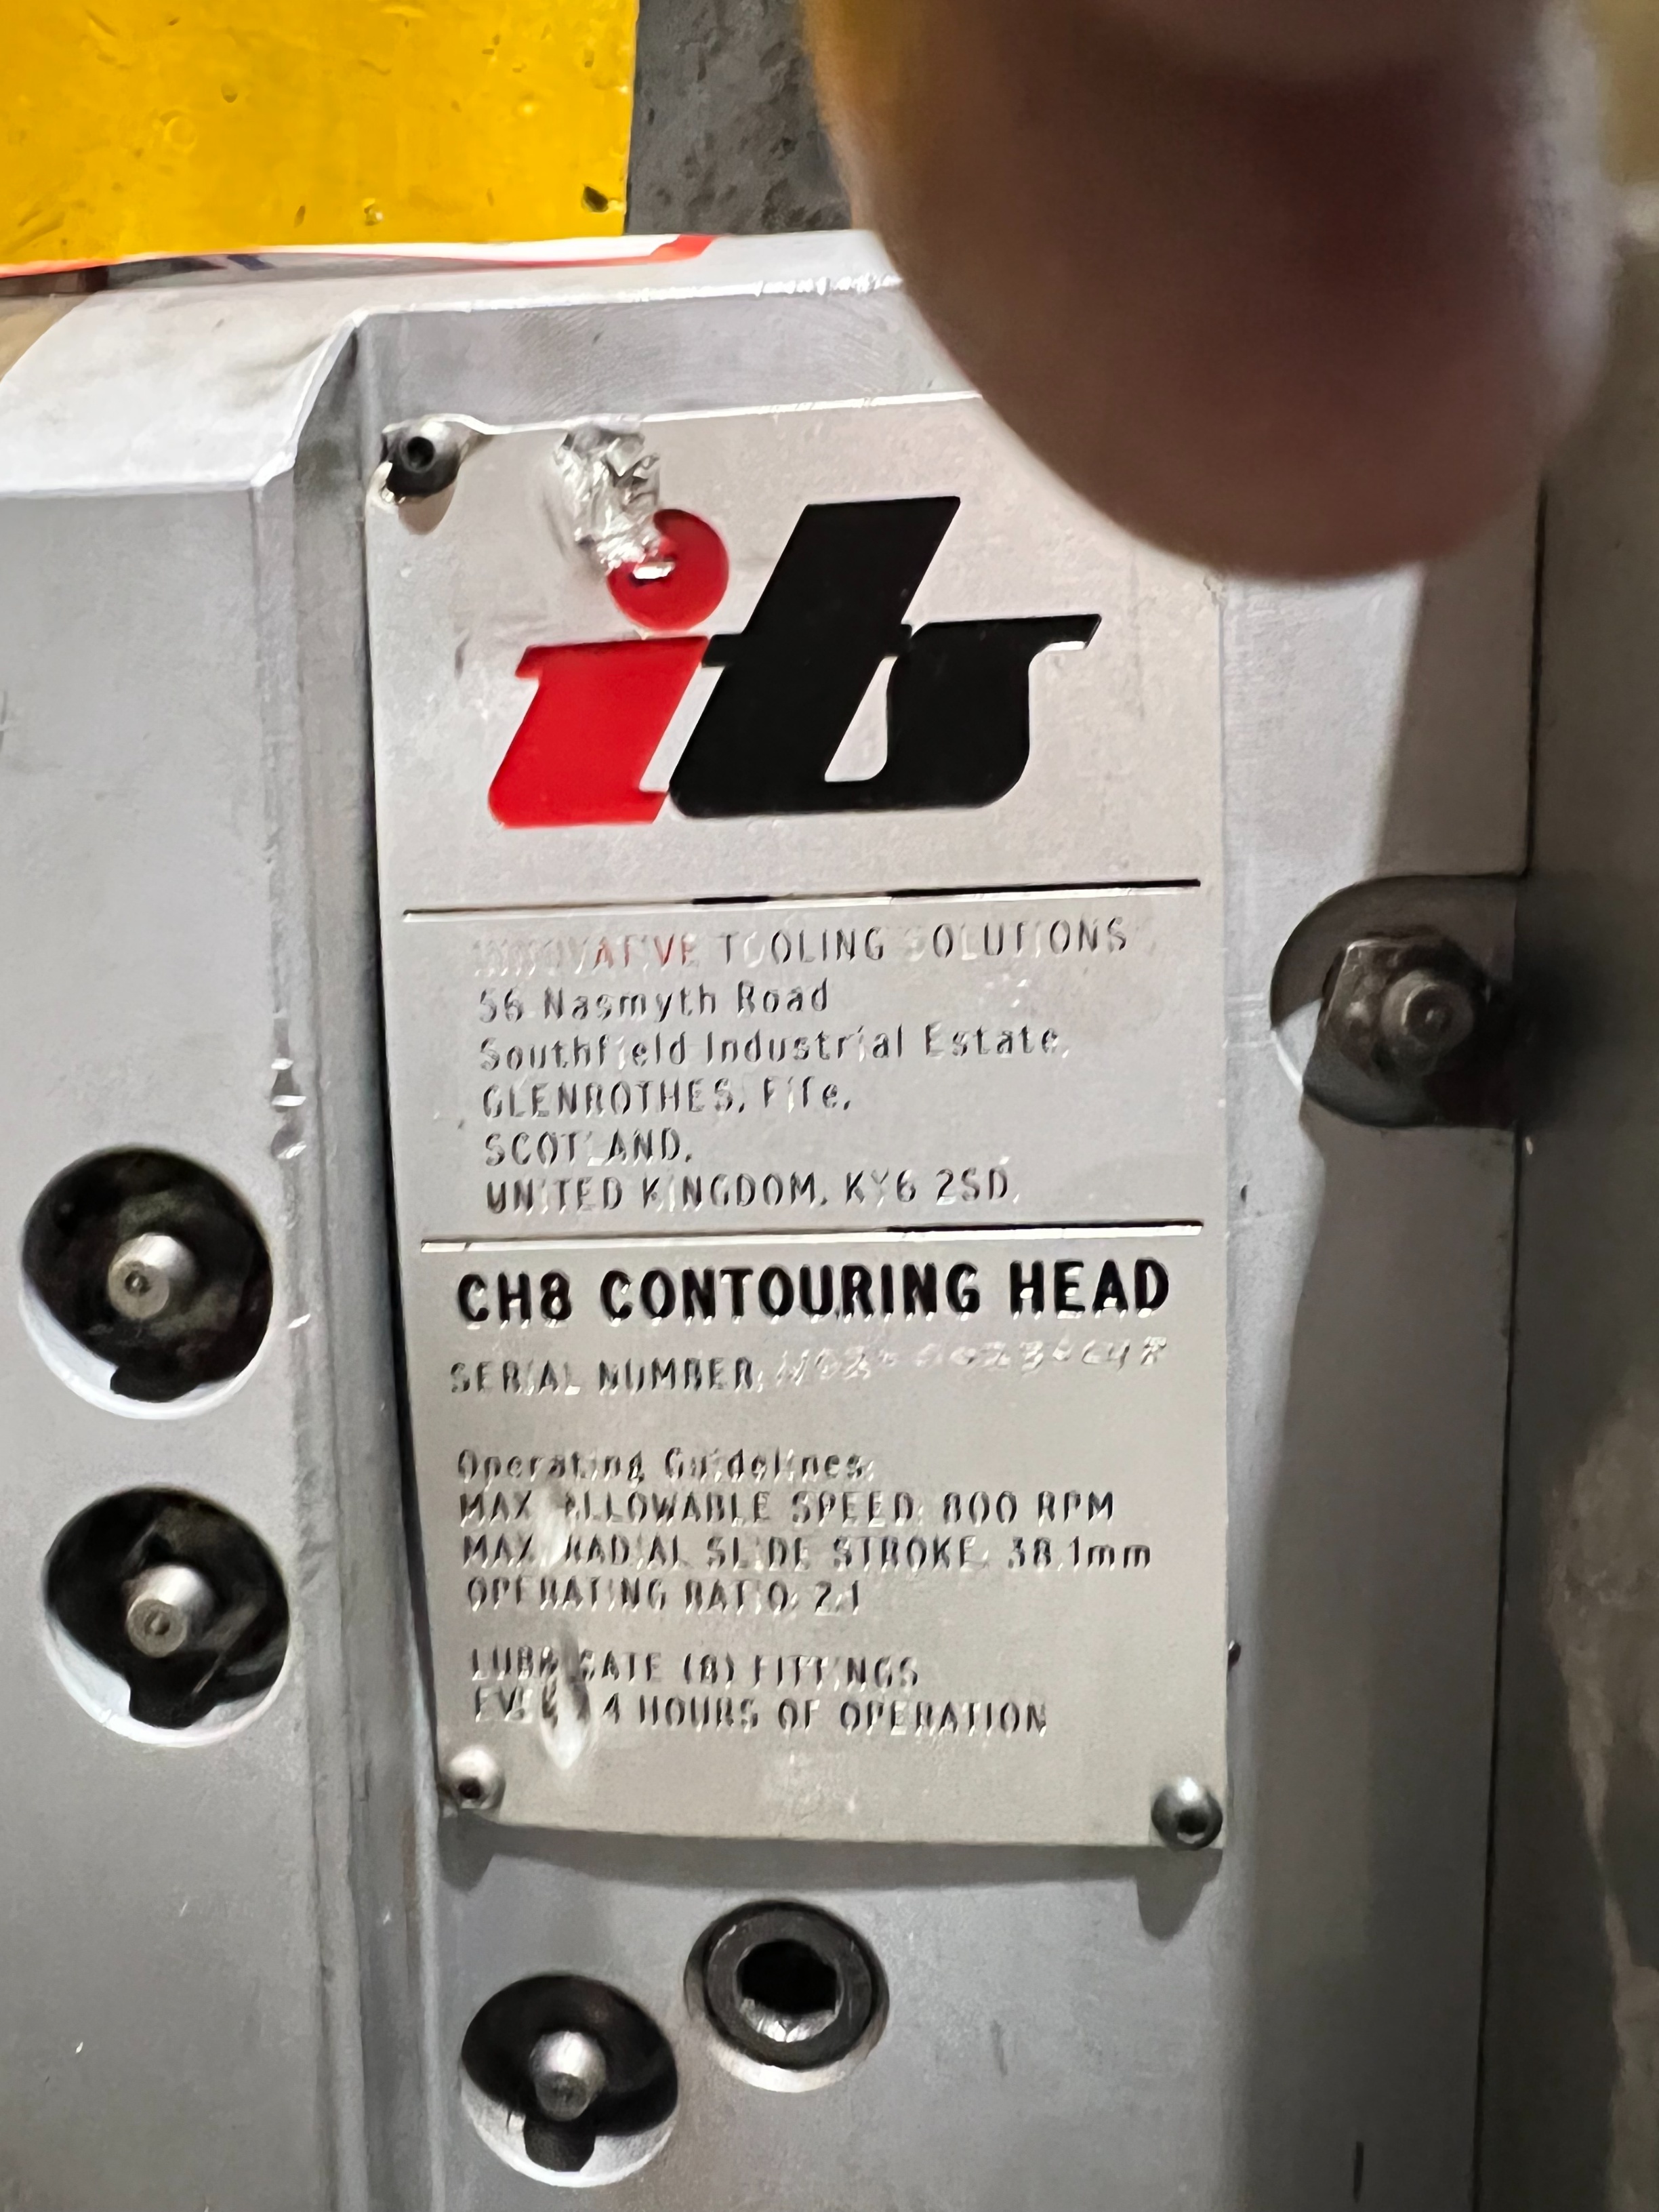 its
INNOVATIVE TOOLING SOLUTIONS
56 Nasmyth Road
Southfield Industrial Estate,
GLENROTHES, Fife,
SCOTLAND,
UNITED KINGDOM, KY6 2SD.
CH8 CONTOURING HEAD
SERIAL NUMBER:
Operating Guidelines:
MAX. ALLOWABLE SPEED: 800 RPM
MAX. RADIAL SLIDE STROKE: 38.1mm
OPERATING RATIO: 2:1
LUBRICATE (8) FITTINGS
4 HOURS OF OPERATION